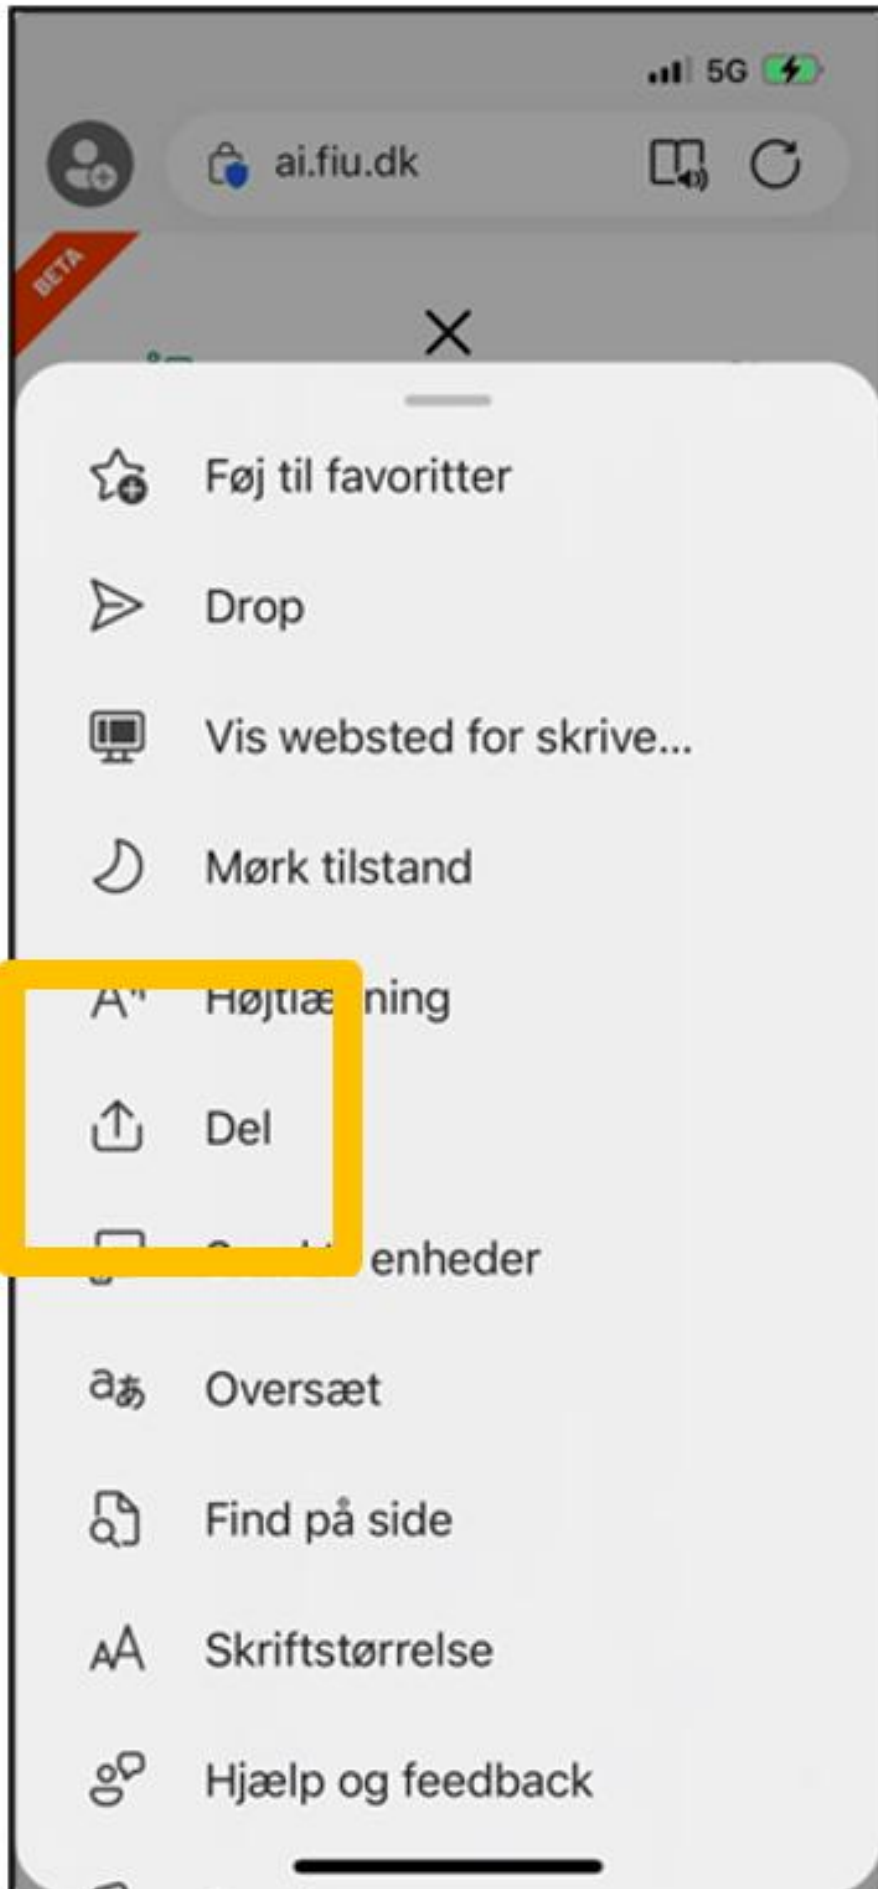 5G
ai.fiu.dk
BETA
Føj til favoritter
Drop
Vis websted for skrive...
Mørk tilstand
Del
enheder
Oversæt
Find på side
Skriftstørrelse
Hjælp og feedback